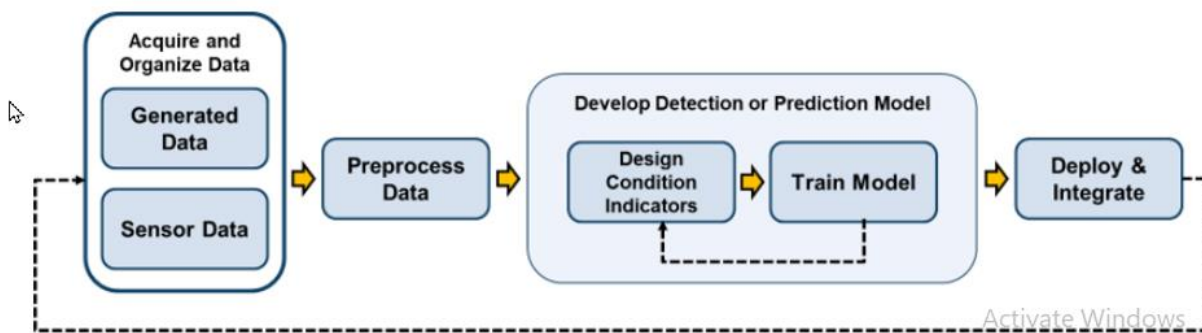 Acquire and
Organize Data
Generated
Data
Sensor Data
Preprocess
Data
Develop Detection or Prediction Model
Design
Condition
Indicators
Train Model
Deploy &
Integrate
Activate Windows